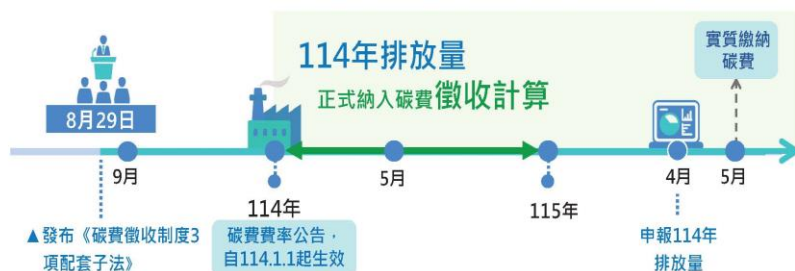 114年排放量
正式納入碳費徵收計算
實質繳納
碳費
8月29日
9月
114年
5月
115年
4月
5月
▲發布《碳費徵收制度3
項配套子法》
碳費費率公告，
自114.1.1起生效
申報114年
排放量